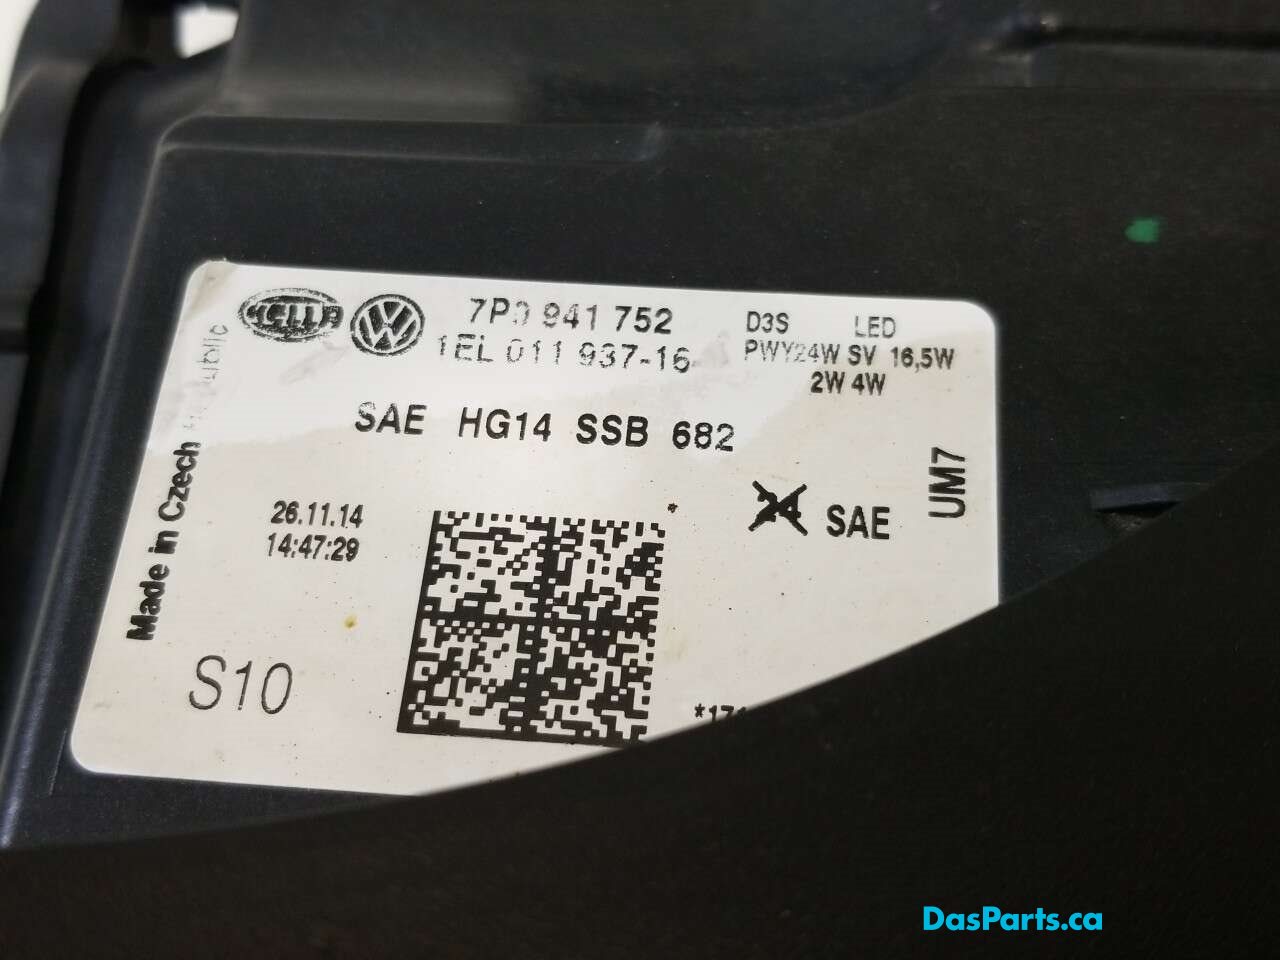 HELLA
7P0 941 752
1EL 011 937-16
D3S LED
PWY24W SV 16,5W
2W 4W
SAE HG14 SSB 682
Made in Czech Republic
26.11.14
14:47:29
24 SAE
UM7
S10
DasParts.ca